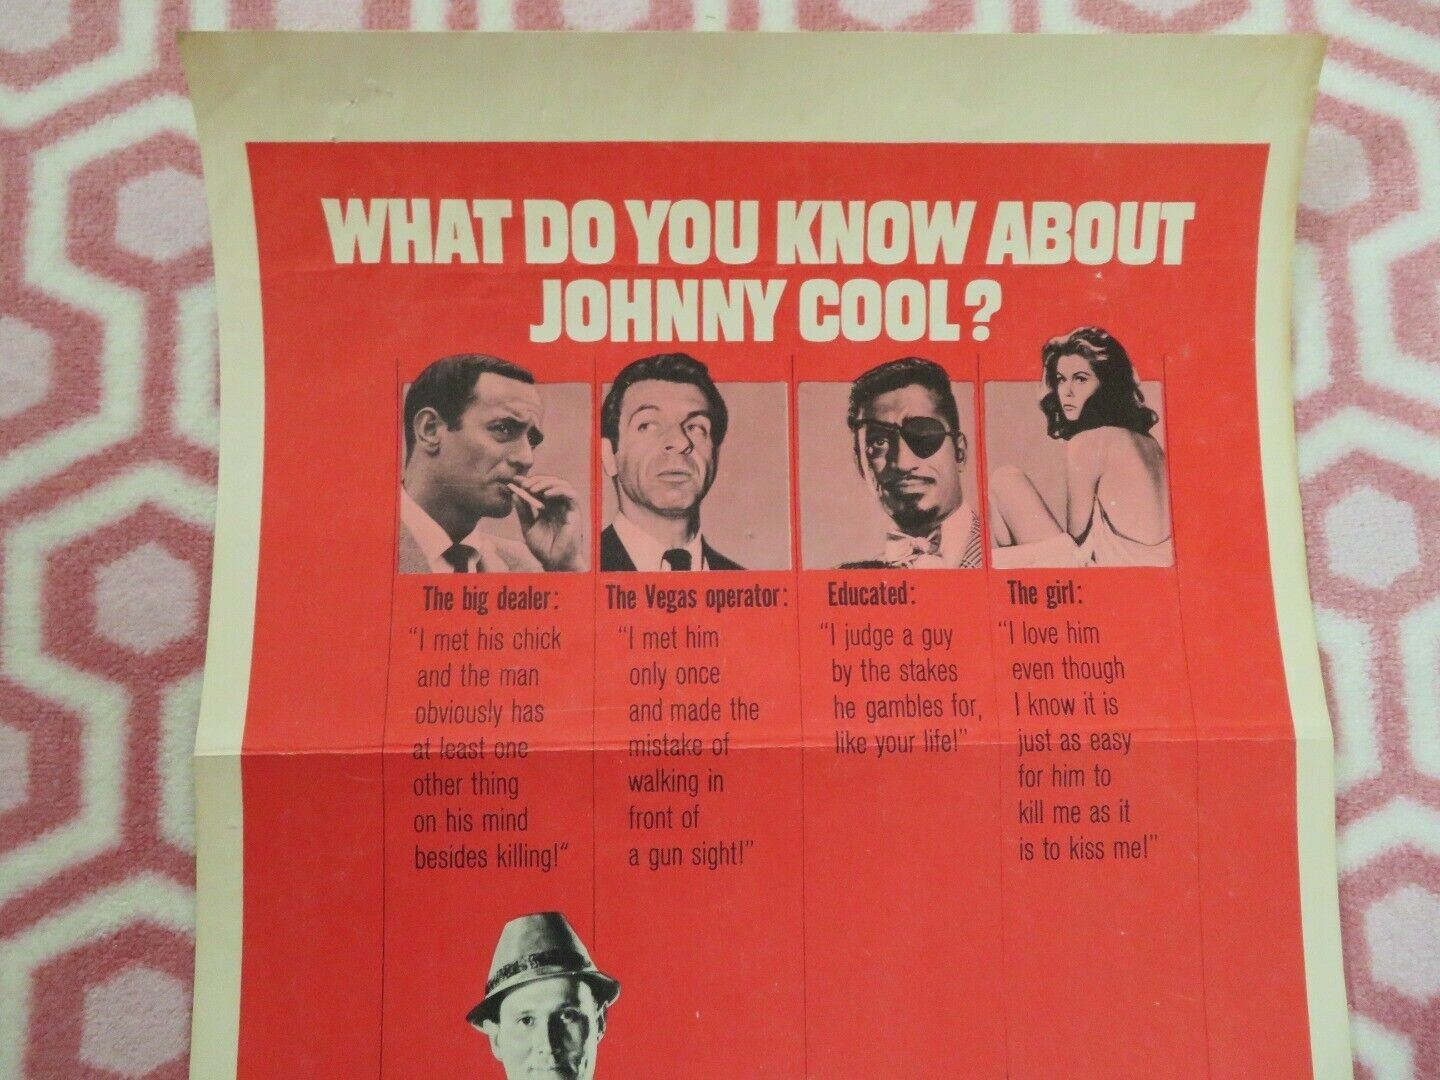 WHAT DO YOU KNOW ABOUT
JOHNNY COOL?
The big dealer:
"I met his chick
and the man
obviously has
at least one
other thing
on his mind
besides killing!"
The Vegas operator:
"I met him
only once
and made the
mistake of
walking in
front of
a gun sight!"
Educated:
"I judge a guy
by the stakes
he gambles for,
like your life!"
The girl:
"I love him
even though
I know it is
just as easy
for him to
kill me as it
is to kiss me!"